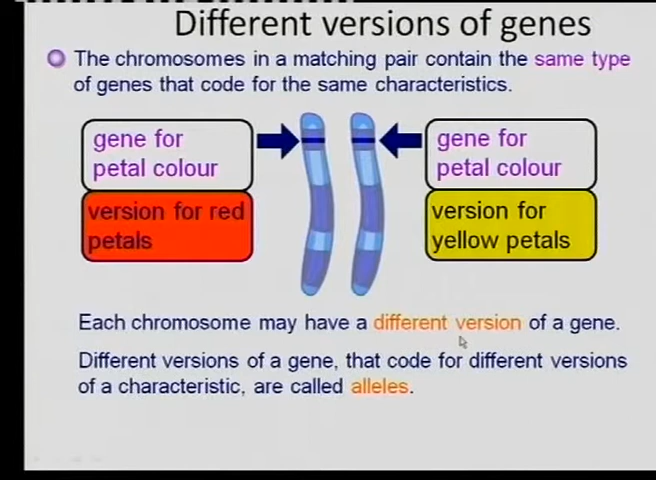 Different versions of genes
The chromosomes in a matching pair contain the same type
of genes that code for the same characteristics.
gene for
petal colour
version for red
petals
gene for
petal colour
version for
yellow petals
Each chromosome may have a different version of a gene.
Different versions of a gene, that code for different versions
of a characteristic, are called alleles.